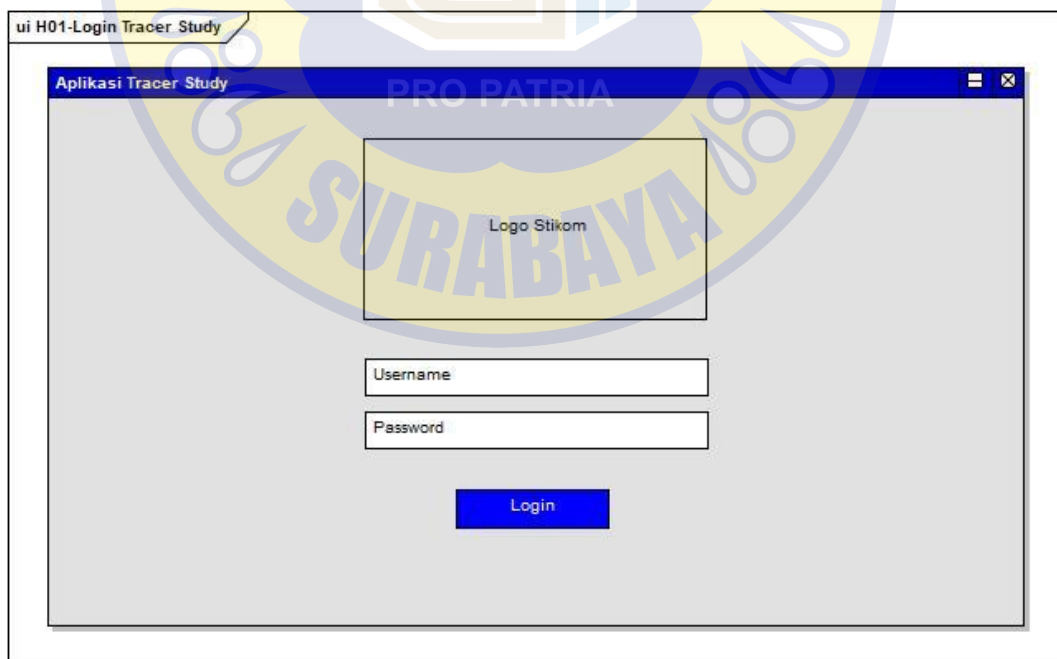 ui H01-Login Tracer Study
Aplikasi Tracer Study
PRO PATRIA
SURABAYA
Logo Stikom
Username
Password
Login